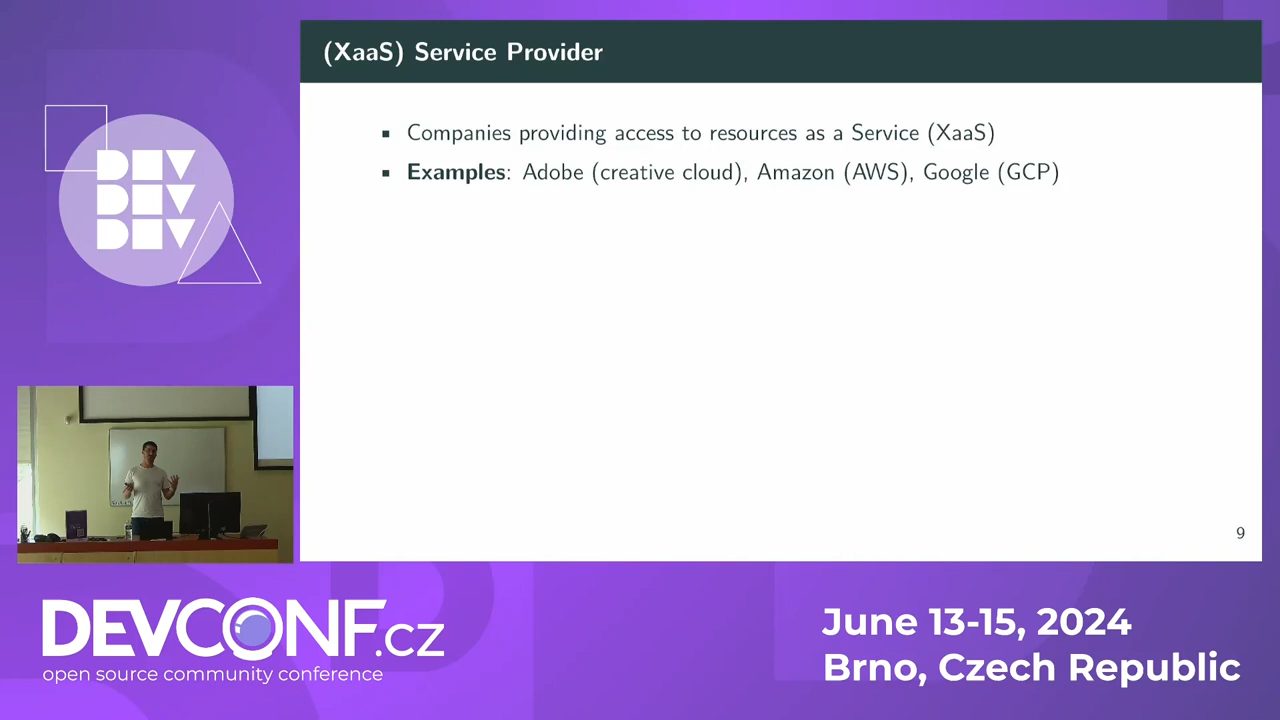 (XaaS) Service Provider
▪ Companies providing access to resources as a Service (XaaS)
▪ Examples: Adobe (creative cloud), Amazon (AWS), Google (GCP)
9
DEV
DEV
DEV
DEVCONF.cz
open source community conference
June 13-15, 2024
Brno, Czech Republic